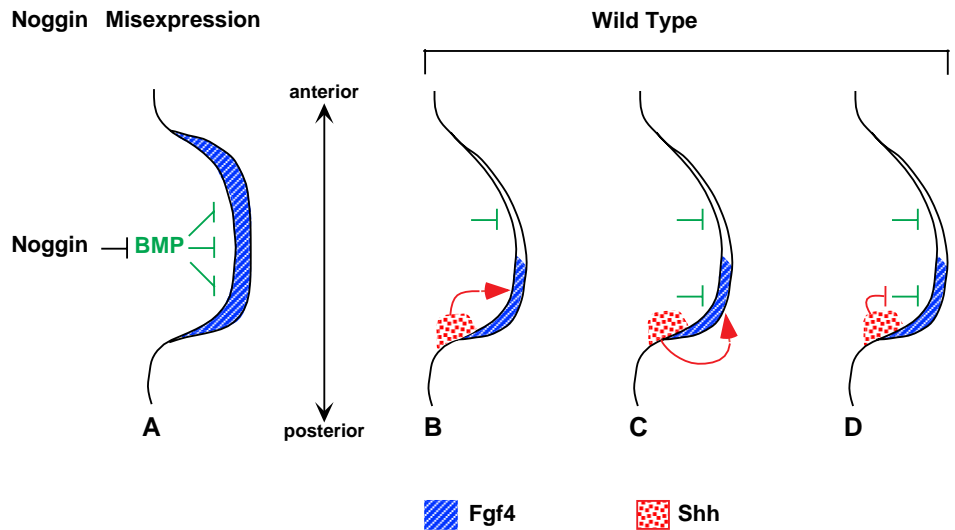 Noggin Misexpression
Wild Type
anterior
Noggin BMP
A
posterior
B
C
D
Fgf4
Shh